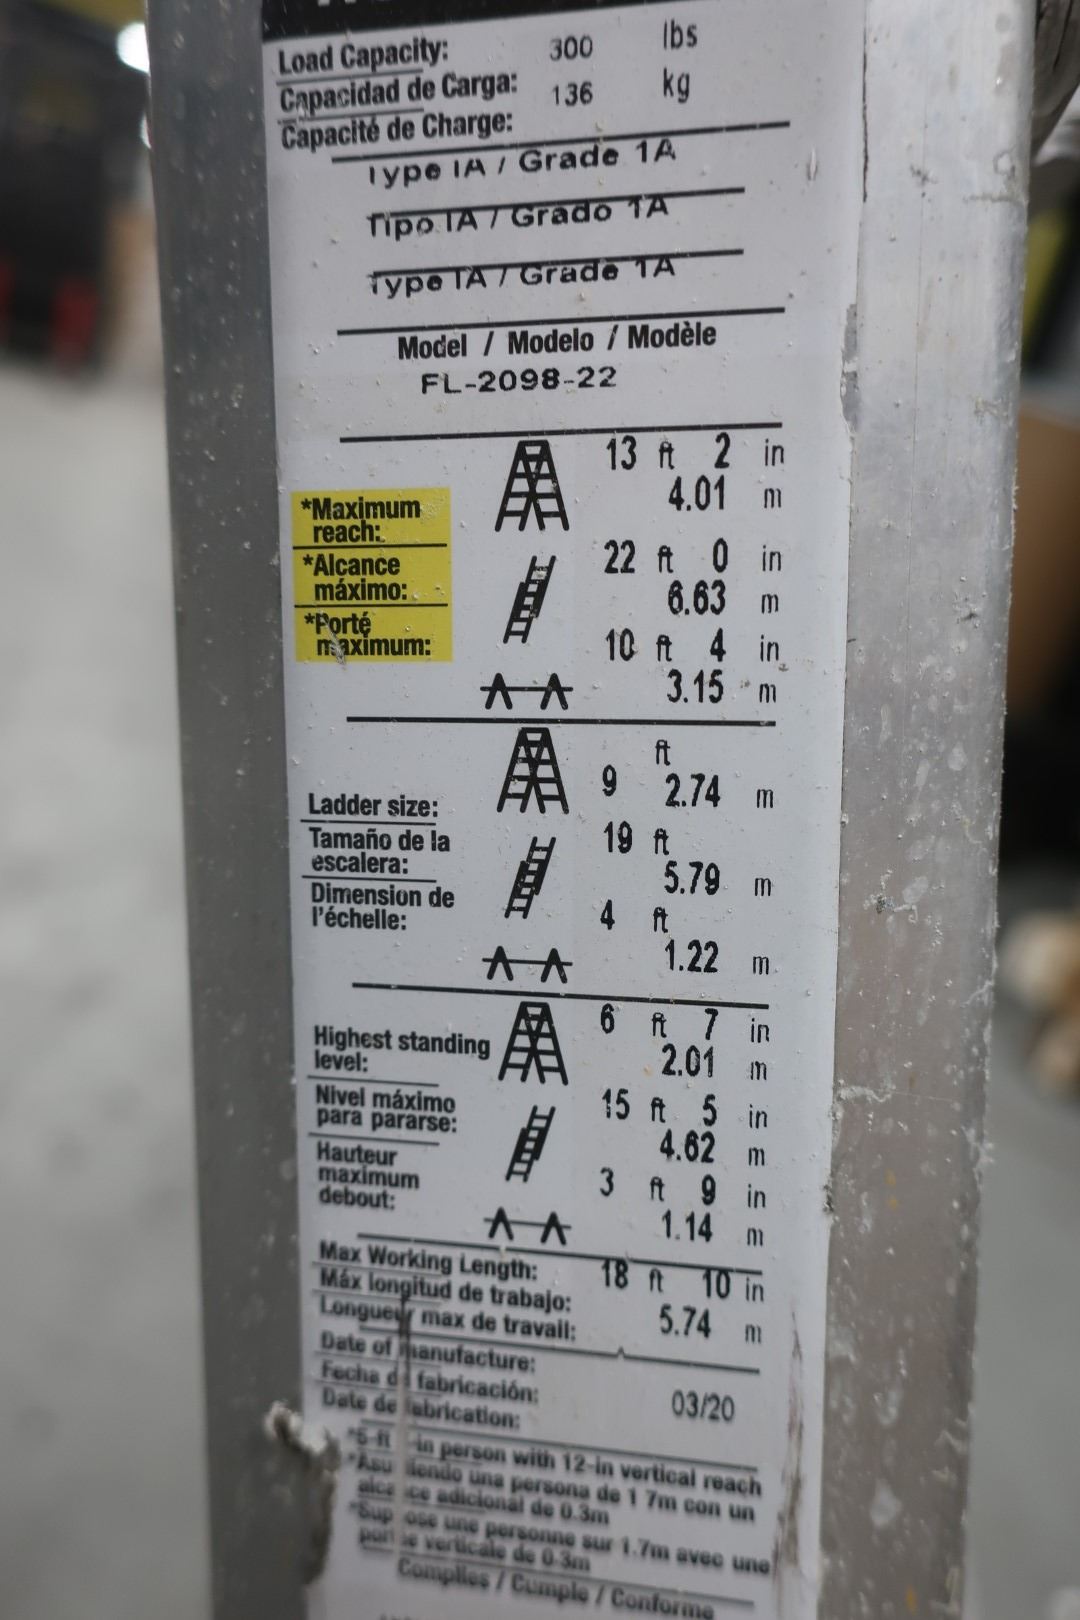 Load Capacity: 300 lbs
Capacidad de Carga: 136 kg
Capacité de Charge:
Type IA / Grade 1A
Tipo IA / Grado 1A
Type IA / Grade 1A
Model / Modelo / Modèle
FL-2098-22
*Maximum reach:
*Alcance máximo:
*Porté maximum:
13 ft 2 in
4.01 m
22 ft 0 in
6.63 m
10 ft 4 in
3.15 m
Ladder size:
Tamaño de la escalera:
Dimension de l'échelle:
9 ft
2.74 m
19 ft
5.79 m
4 ft
1.22 m
Highest standing level:
Nivel máximo para pararse:
Hauteur maximum debout:
6 ft 7 in
2.01 m
15 ft 5 in
4.62 m
3 ft 9 in
1.14 m
Max Working Length: 18 ft 10 in
Máx longitud de trabajo:
Longueur max de travail: 5.74 m
Date of manufacture:
Fecha de fabricación: 03/20
Date de fabrication:
in person with 12-in vertical reach
una persona de 1 7m con un
adicional de 0.3m
une personne sur 1.7m avec une
verticale de 0.3m
Complies / Cumple / Conforme